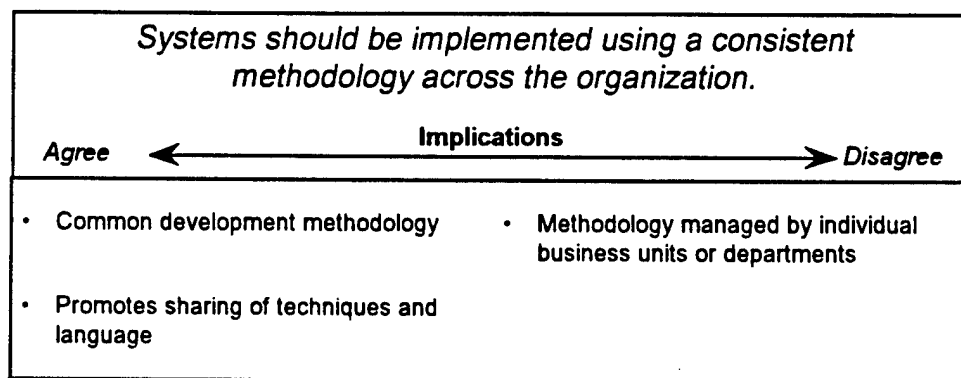 Systems should be implemented using a consistent
methodology across the organization.
Implications
Agree
Disagree
• Common development methodology
• Promotes sharing of techniques and
language
• Methodology managed by individual
business units or departments